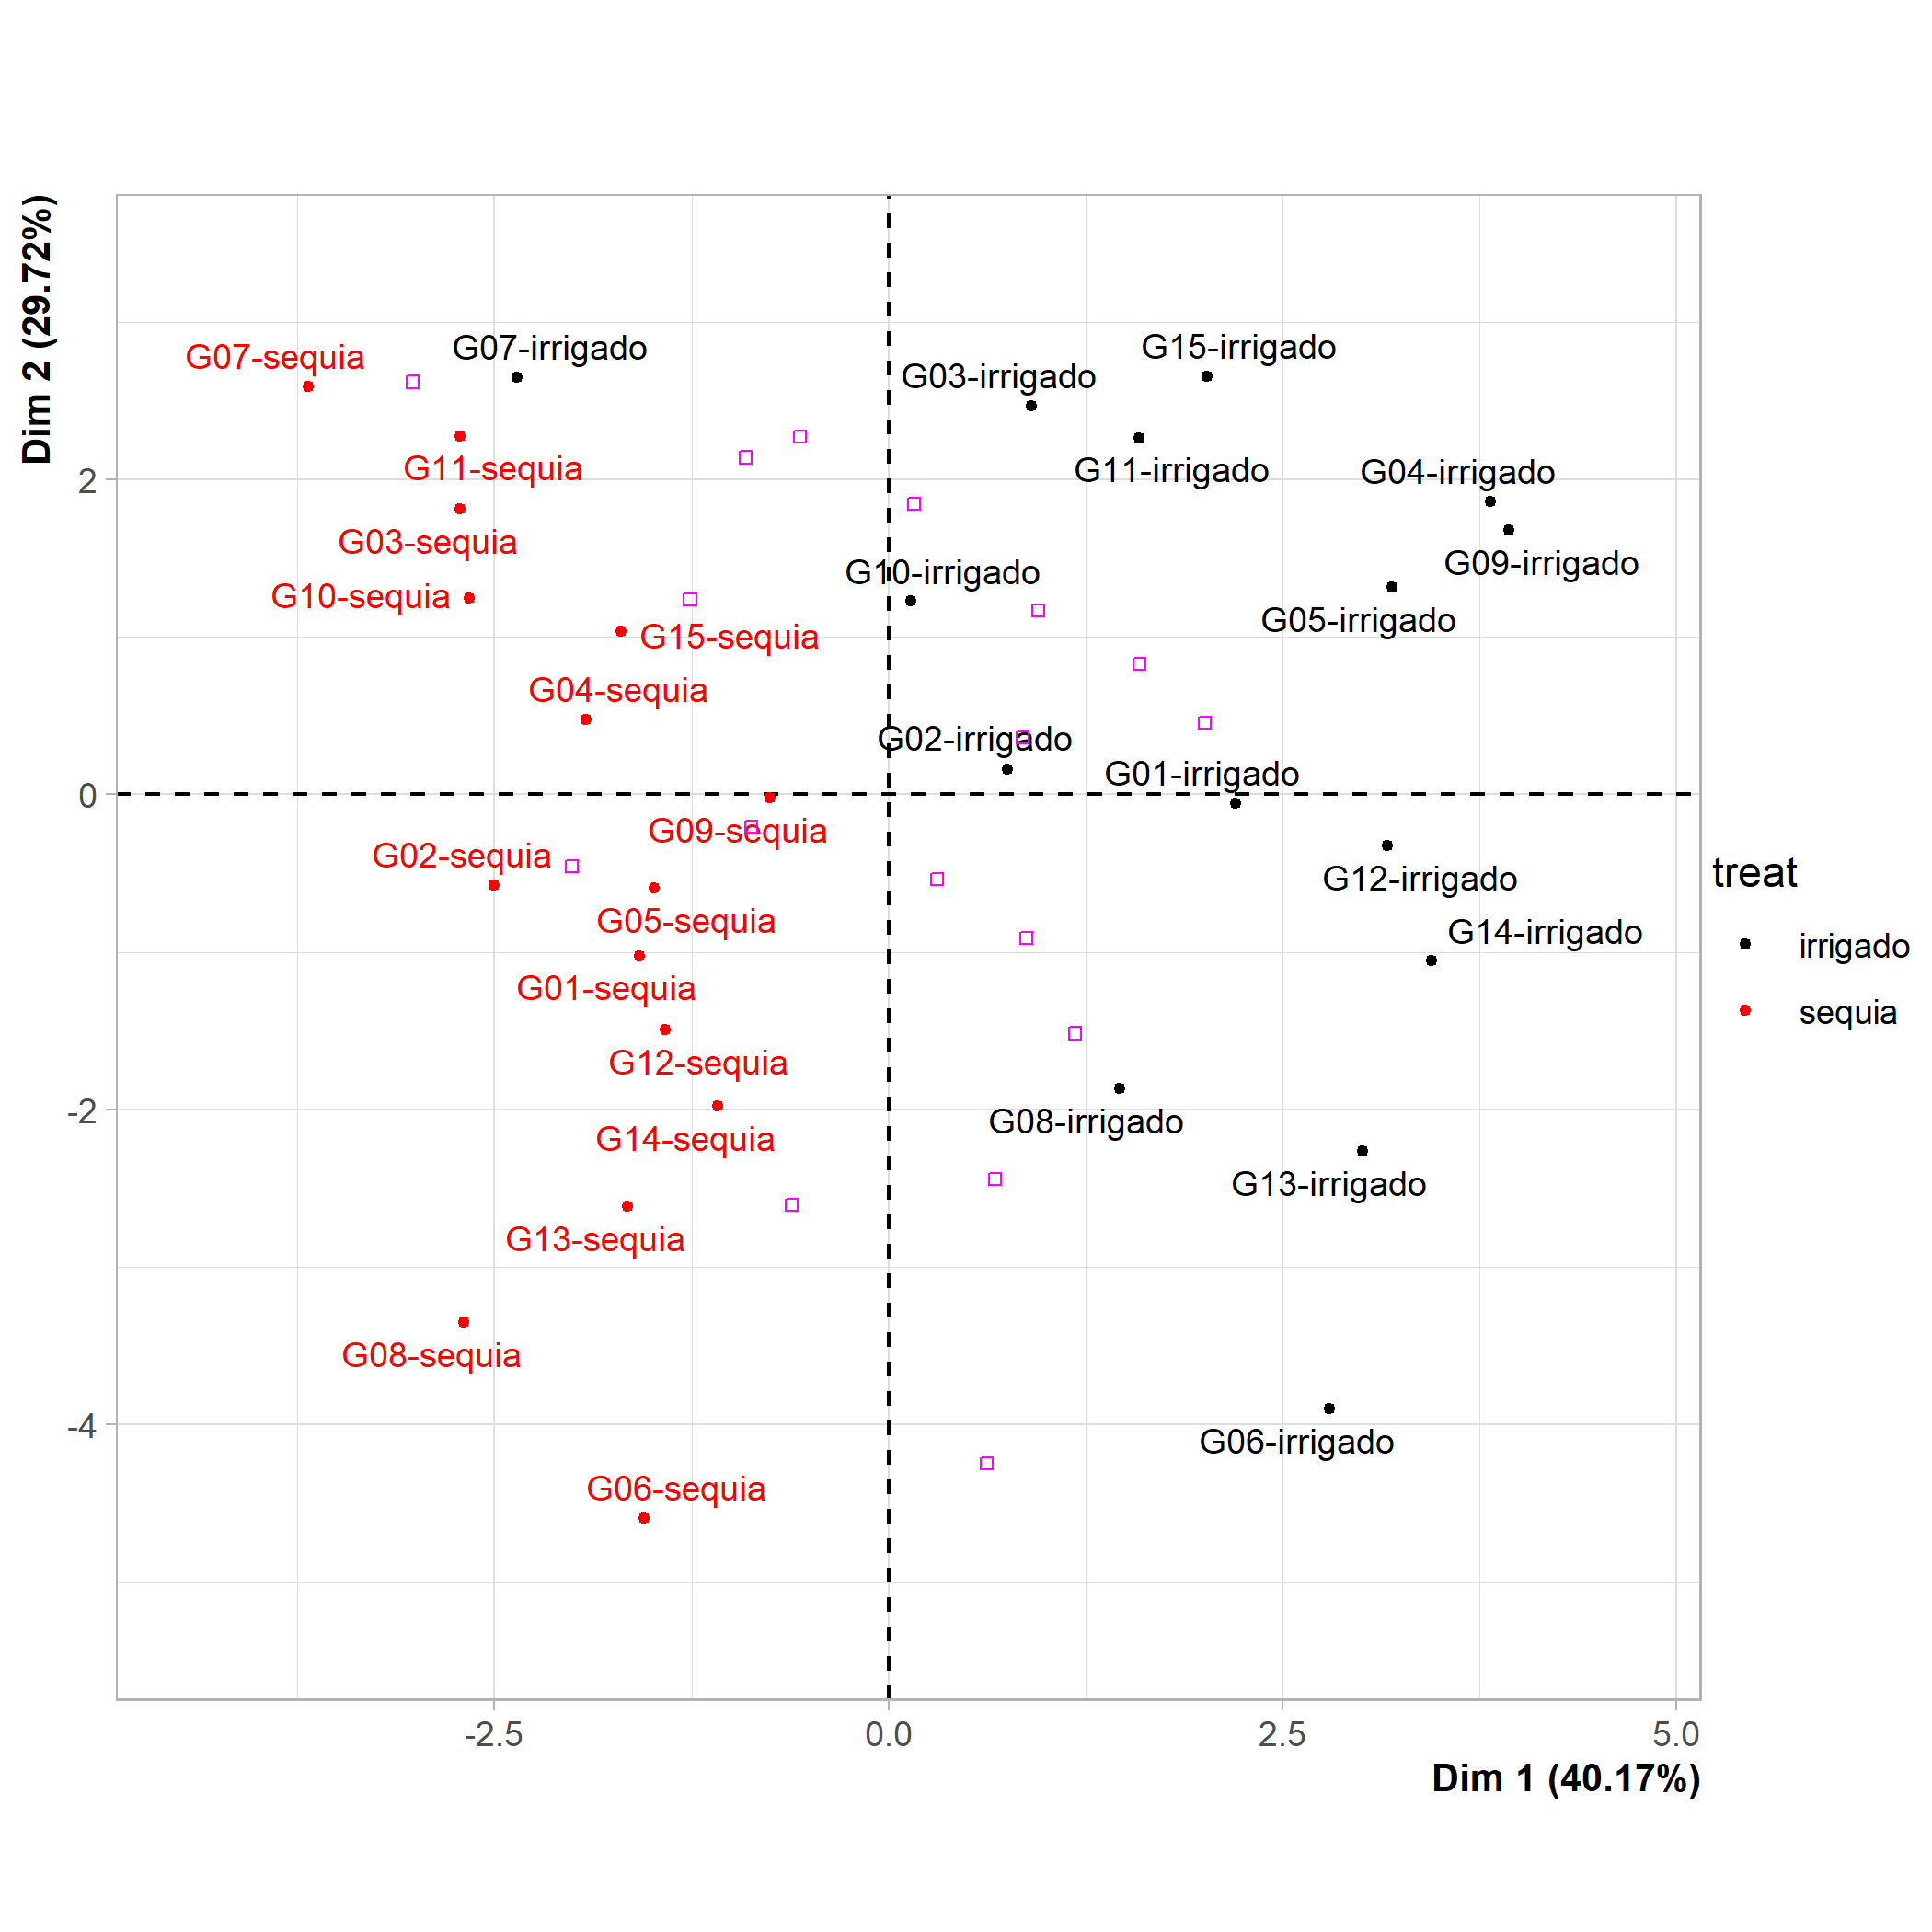 Dim 2 (29.72%)
G07-sequia
G07-irrigado
G15-irrigado
G03-irrigado
G11-sequia
G11-irrigado
G04-irrigado
2
G03-sequia
G09-irrigado
G10-sequia
G10-irrigado
G05-irrigado
G15-sequia
G04-sequia
G02-irrigado
G01-irrigado
0
G09-sequia
G02-sequia
G12-irrigado
G05-sequia
G14-irrigado
G01-sequia
G12-sequia
-2
G08-irrigado
G14-sequia
G13-irrigado
G13-sequia
G08-sequia
-4
G06-irrigado
G06-sequia
treat
irrigado
sequia
-2.5
0.0
2.5
5.0
Dim 1 (40.17%)